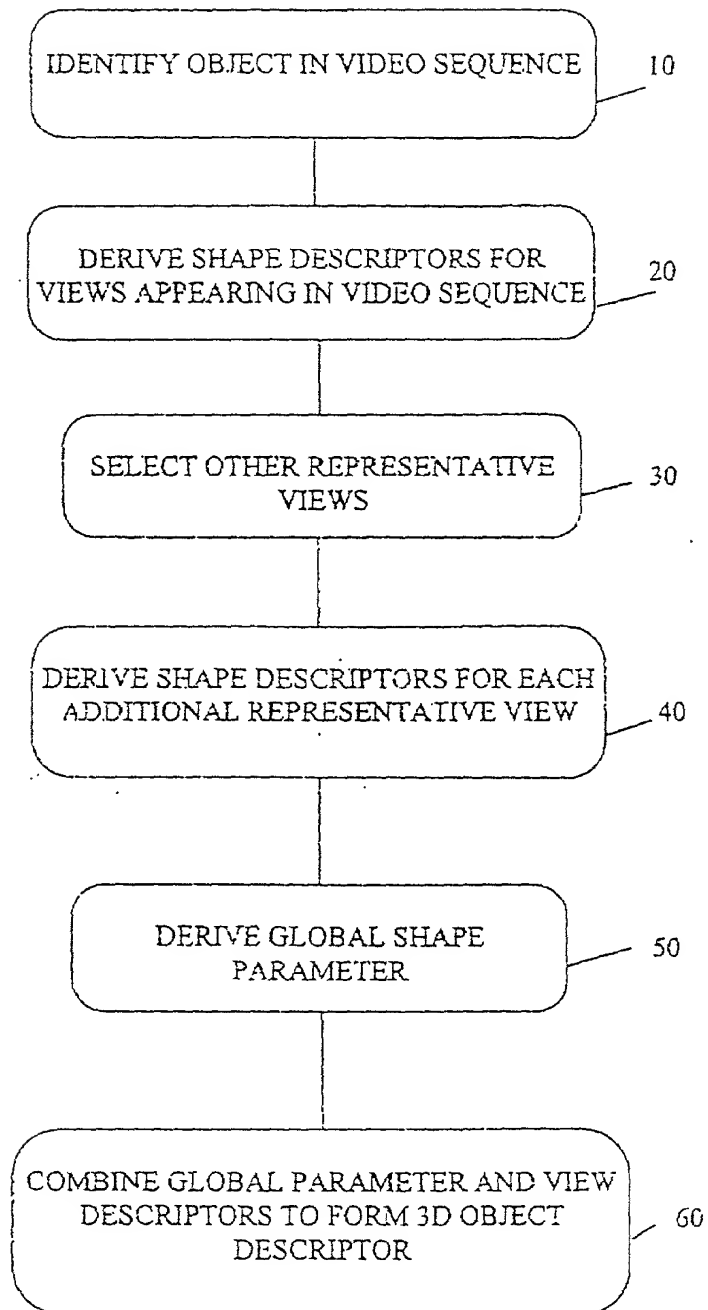 IDENTIFY OBJECT IN VIDEO SEQUENCE
10
DERIVE SHAPE DESCRIPTORS FOR
VIEWS APPEARING IN VIDEO SEQUENCE
20
SELECT OTHER REPRESENTATIVE
VIEWS
30
DERIVE SHAPE DESCRIPTORS FOR EACH
ADDITIONAL REPRESENTATIVE VIEW
40
DERIVE GLOBAL SHAPE
PARAMETER
50
COMBINE GLOBAL PARAMETER AND VIEW
DESCRIPTORS TO FORM 3D OBJECT
DESCRIPTOR
60